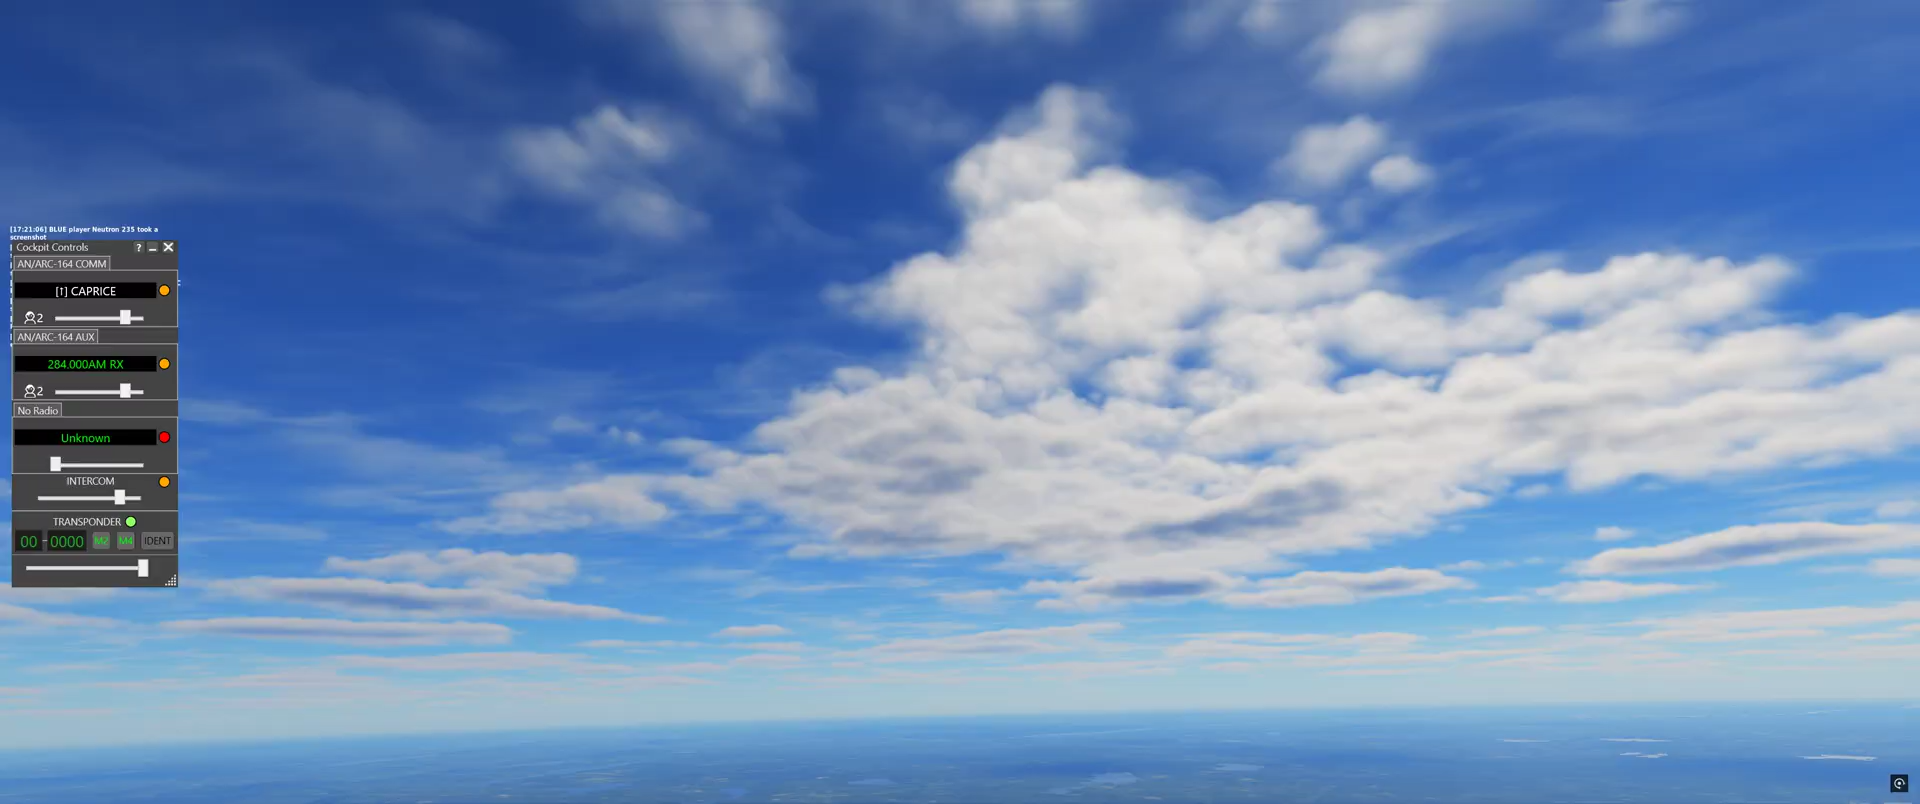 [17:21:06] BLUE player Neutron 235 took a
screenshot
Cockpit Controls ? _ X
AN/ARC-164 COMM
[↑] CAPRICE
2
AN/ARC-164 AUX
284.000AM RX
2
No Radio
Unknown
INTERCOM
TRANSPONDER
00 - 0000 M2 M4 IDENT